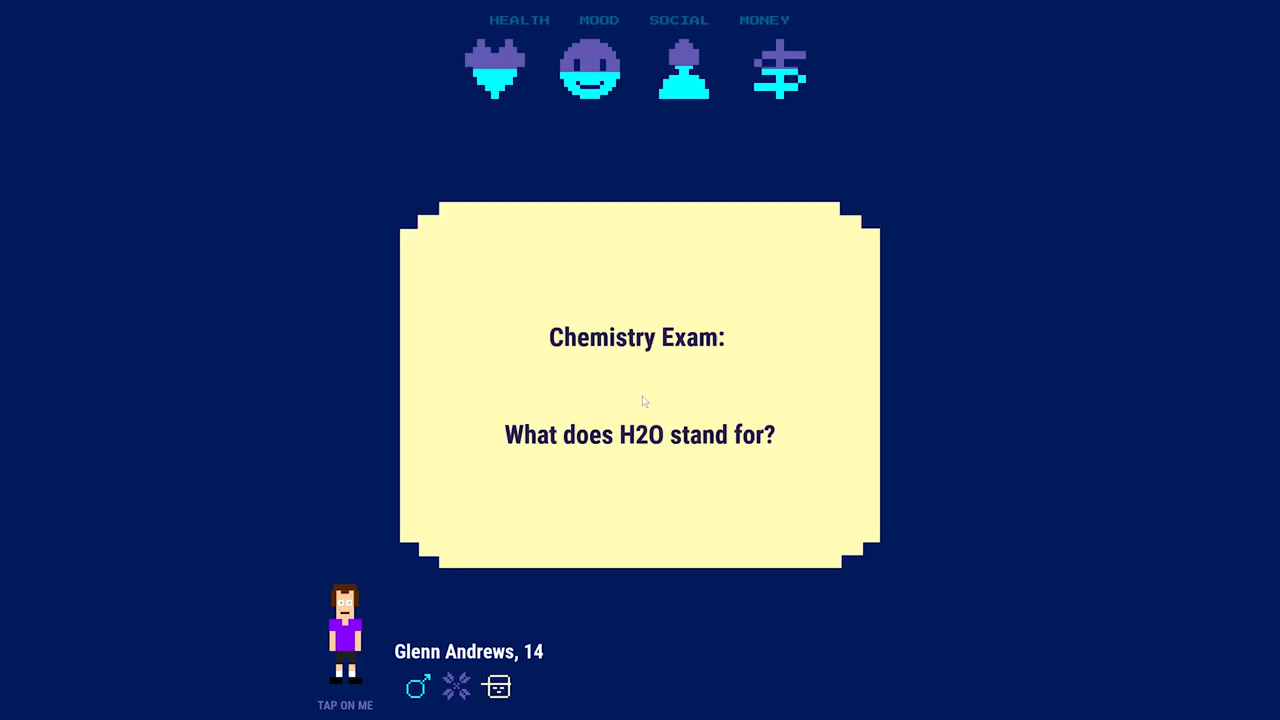 HEALTH MOOD SOCIAL MONEY
Chemistry Exam:
What does H2O stand for?
Glenn Andrews, 14
TAP ON ME